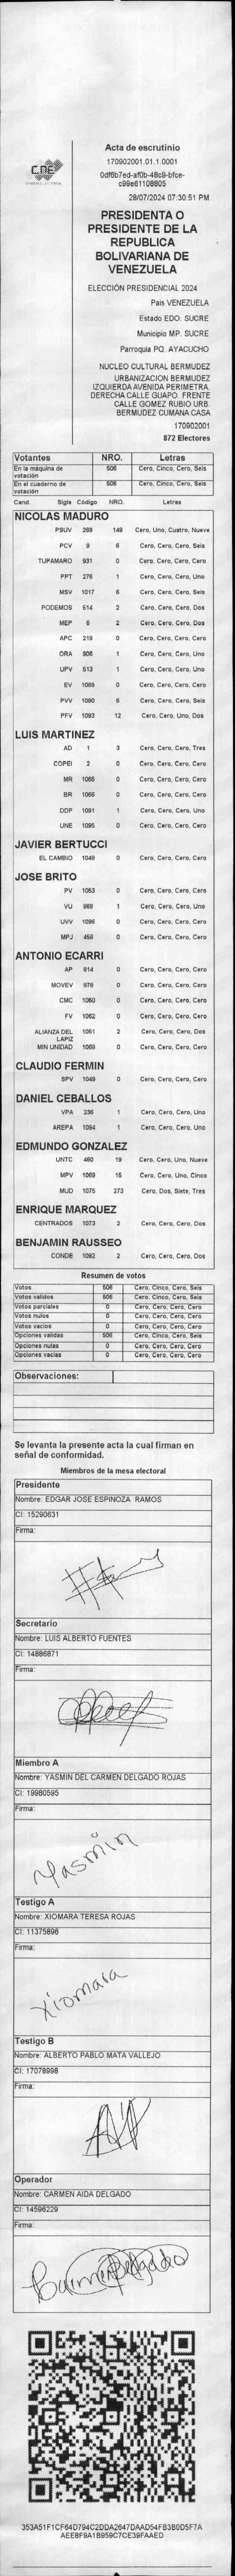 Acta de escrutinio
CNE
170902001.01.1.0001
0df6b7ed-af0b-48c9-bfce-
c99e61108805
28/07/2024 07:30:51 PM
PRESIDENTA O
PRESIDENTE DE LA
REPUBLICA
BOLIVARIANA DE
VENEZUELA
ELECCIÓN PRESIDENCIAL 2024
Pais VENEZUELA
Estado EDO. SUCRE
Municipio MP. SUCRE
Parroquia PQ. AYACUCHO
NUCLEO CULTURAL BERMUDEZ
URBANIZACION BERMUDEZ
IZQUIERDA AVENIDA PERIMETRA.
DERECHA CALLE GUAPO. FRENTE
CALLE GOMEZ RUBIO URB.
BERMUDEZ CUMANA CASA
170902001
872 Electores
Votantes NRO. Letras
En la máquina de votación 506 Cero, Cinco, Cero, Seis
En el cuaderno de votación 506 Cero, Cinco, Cero, Seis
Cand. Sigla Código NRO. Letras
NICOLAS MADURO
PSUV 269 149 Cero, Uno, Cuatro, Nueve
PCV 9 6 Cero, Cero, Cero, Seis
TUPAMARO 931 0 Cero, Cero, Cero, Cero
PPT 276 1 Cero, Cero, Cero, Uno
MSV 1017 6 Cero, Cero, Cero, Seis
PODEMOS 514 2 Cero, Cero, Cero, Dos
MEP 6 2 Cero, Cero, Cero, Dos
APC 219 0 Cero, Cero, Cero, Cero
ORA 906 1 Cero, Cero, Cero, Uno
UPV 513 1 Cero, Cero, Cero, Uno
EV 1089 0 Cero, Cero, Cero, Cero
PVV 1090 6 Cero, Cero, Cero, Seis
PFV 1093 12 Cero, Cero, Uno, Dos
LUIS MARTINEZ
AD 1 3 Cero, Cero, Cero, Tres
COPEI 2 0 Cero, Cero, Cero, Cero
MR 1065 0 Cero, Cero, Cero, Cero
BR 1066 0 Cero, Cero, Cero, Cero
DDP 1091 1 Cero, Cero, Cero, Uno
UNE 1095 0 Cero, Cero, Cero, Cero
JAVIER BERTUCCI
EL CAMBIO 1048 0 Cero, Cero, Cero, Cero
JOSE BRITO
PV 1053 0 Cero, Cero, Cero, Cero
VU 968 1 Cero, Cero, Cero, Uno
UVV 1096 0 Cero, Cero, Cero, Cero
MPJ 458 0 Cero, Cero, Cero, Cero
ANTONIO ECARRI
AP 814 0 Cero, Cero, Cero, Cero
MOVEV 978 0 Cero, Cero, Cero, Cero
CMC 1050 0 Cero, Cero, Cero, Cero
FV 1062 0 Cero, Cero, Cero, Cero
ALIANZA DEL LAPIZ 1051 2 Cero, Cero, Cero, Dos
MIN UNIDAD 1069 0 Cero, Cero, Cero, Cero
CLAUDIO FERMIN
SPV 1049 0 Cero, Cero, Cero, Cero
DANIEL CEBALLOS
VPA 236 1 Cero, Cero, Cero, Uno
AREPA 1094 1 Cero, Cero, Cero, Uno
EDMUNDO GONZALEZ
UNTC 460 19 Cero, Cero, Uno, Nueve
MPV 15 Cero, Cero, Uno, Cinco
MUD 1075 273 Cero, Dos, Siete, Tres
ENRIQUE MARQUEZ
CENTRADOS 1073 2 Cero, Cero, Cero, Dos
BENJAMIN RAUSSEO
CONDE 1092 2 Cero, Cero, Cero, Dos
Resumen de votos
Votos 506 Cero, Cinco, Cero, Seis
Votos validos 506 Cero, Cinco, Cero, Seis
Votos parciales 0 Cero, Cero, Cero, Cero
Votos nulos 0 Cero, Cero, Cero, Cero
Votos vacios 0 Cero, Cero, Cero, Cero
Opciones validas 506 Cero, Cinco, Cero, Seis
Opciones nulas 0 Cero, Cero, Cero, Cero
Opciones vacias 0 Cero, Cero, Cero, Cero
Observaciones:
Se levanta la presente acta la cual firman en
señal de conformidad.
Miembros de la mesa electoral
Presidente
Nombre: EDGAR JOSE ESPINOZA RAMOS
CI: 15290631
Firma:
Secretario
Nombre: LUIS ALBERTO FUENTES
CI: 14886871
Firma:
Miembro A
Nombre: YASMIN DEL CARMEN DELGADO ROJAS
CI: 19980595
Firma:
Yasmin
Testigo A
Nombre: XIOMARA TERESA ROJAS
CI: 11375896
Firma:
Xiomara
Testigo B
Nombre: ALBERTO PABLO MATA VALLEJO
CI: 17078998
Firma:
Operador
Nombre: CARMEN AIDA DELGADO
CI: 14596229
Firma:
Carmen Delgado
353A51F1CF64D794C2DDA2647DAAD54FB3B0D5F7A
AEE8F9A1B959C7CE39FAAED